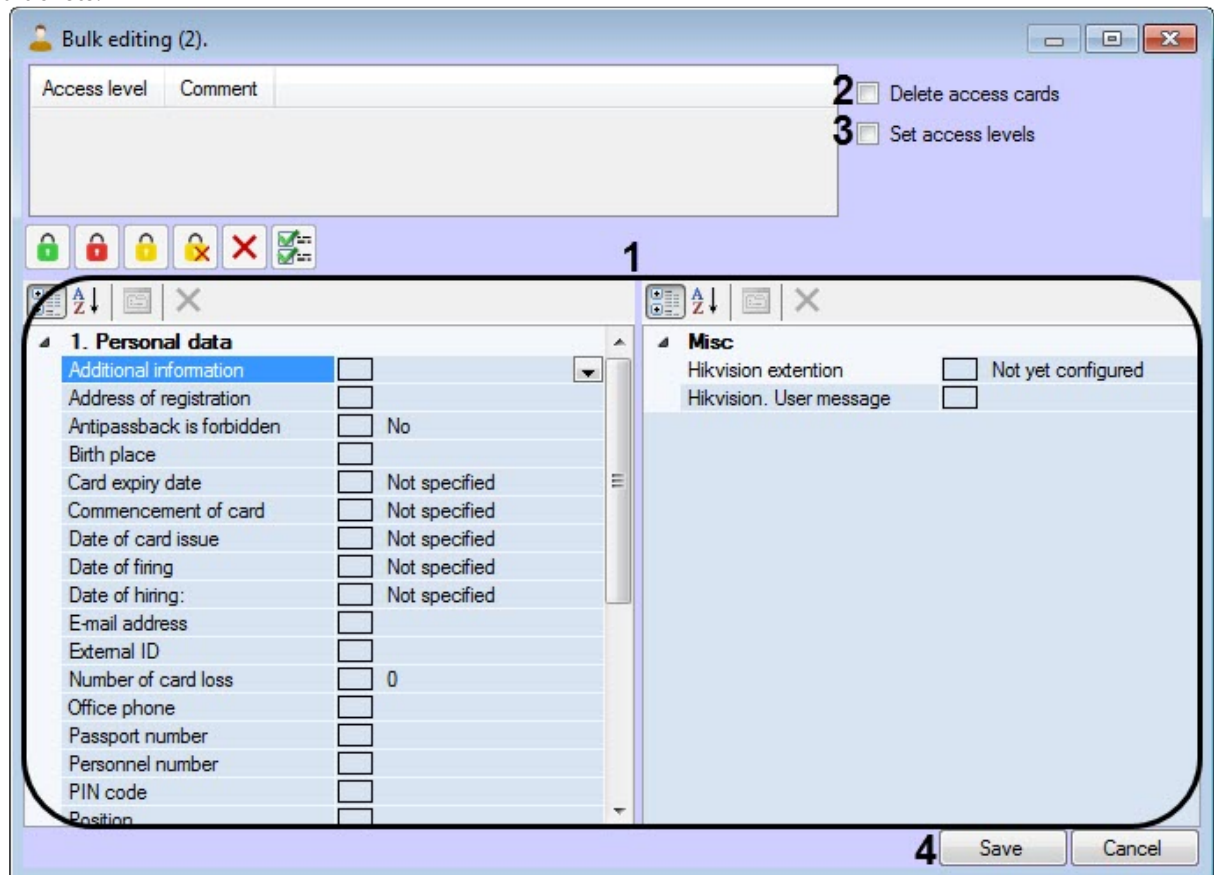 Bulk editing (2).
Access level Comment
2 Delete access cards
3 Set access levels
1
1. Personal data
Additional information
Address of registration
Antipassback is forbidden No
Birth place
Card expiry date Not specified
Commencement of card Not specified
Date of card issue Not specified
Date of firing Not specified
Date of hiring: Not specified
E-mail address
External ID
Number of card loss 0
Office phone
Passport number
Personnel number
PIN code
Position
Misc
Hikvision extention Not yet configured
Hikvision. User message
4 Save Cancel